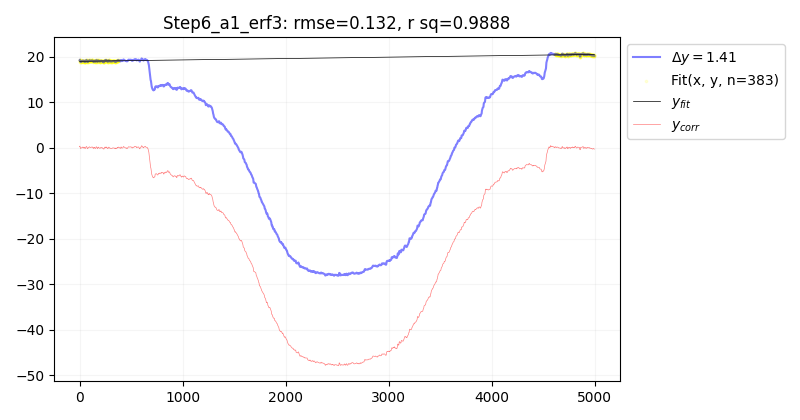 Step6_a1_erf3: rmse=0.132, r sq=0.9888
20
10
0
−10
−20
−30
−40
−50
0
1000
2000
3000
4000
5000
Δy = 1.41
Fit(x, y, n=383)
y_fit
y_corr